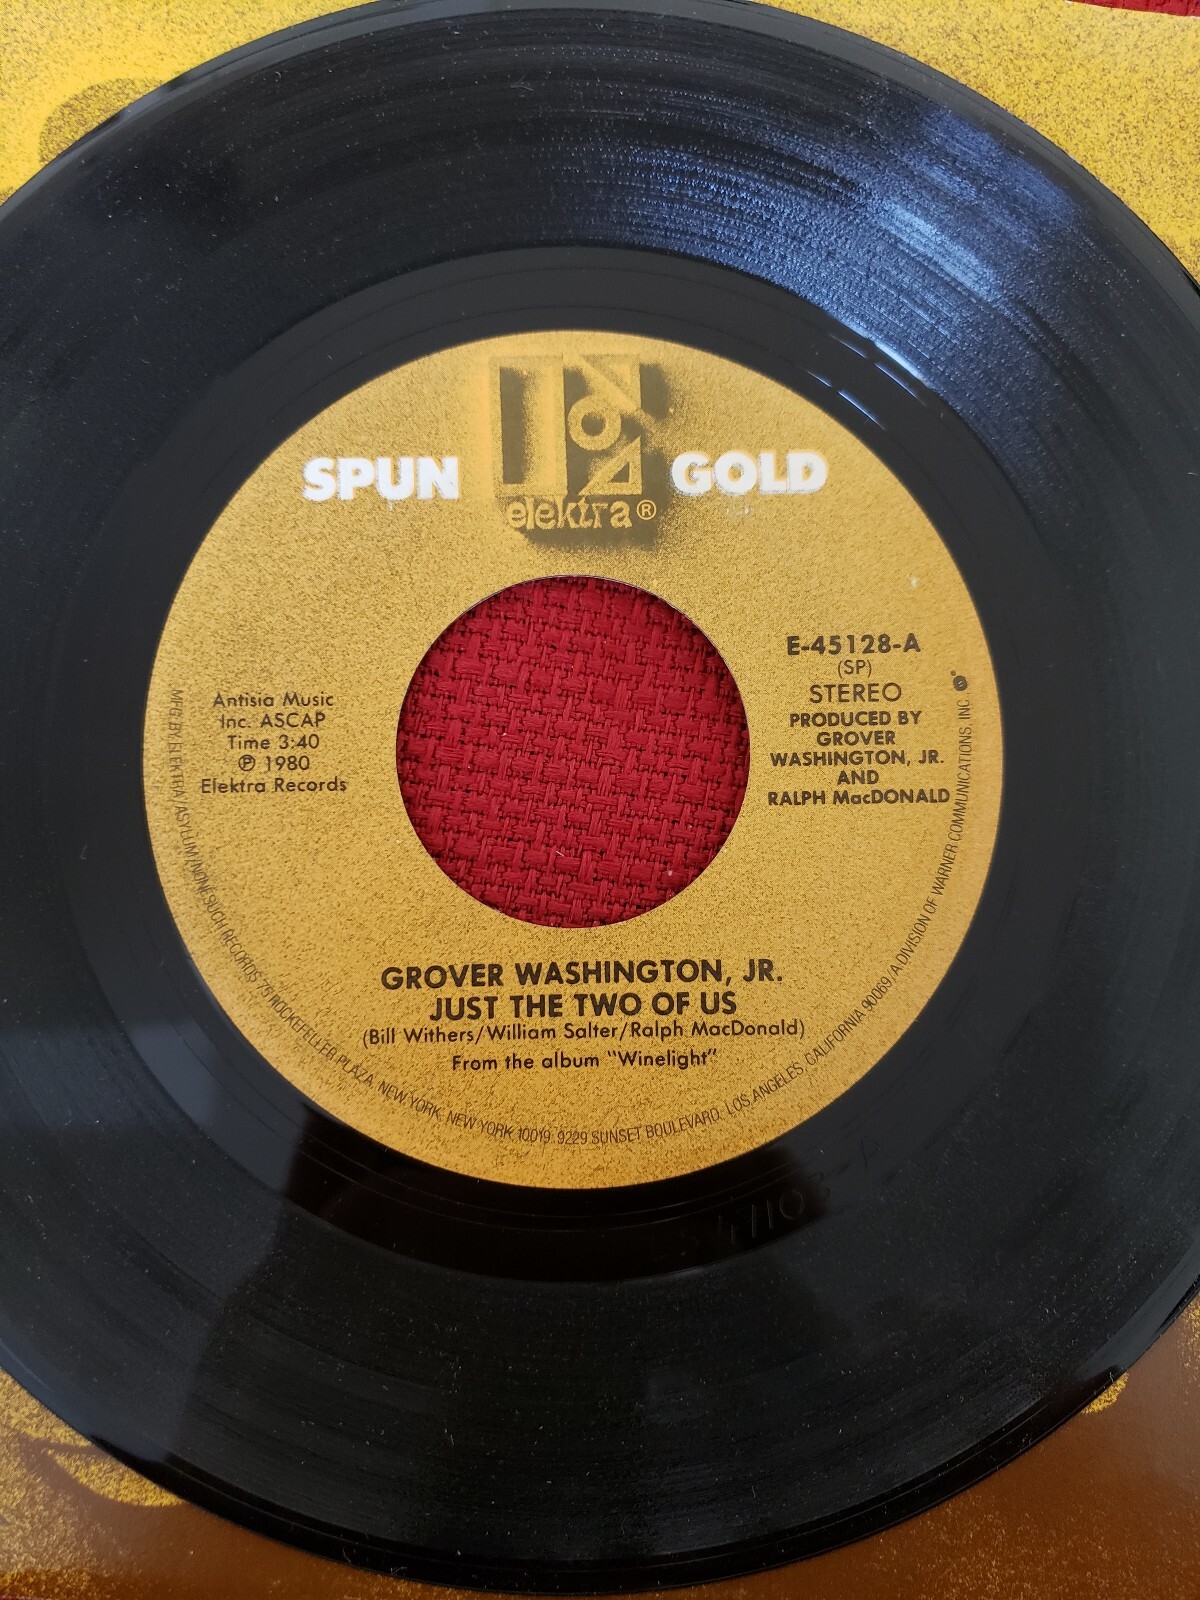 SPUN GOLD
elektra®
E-45128-A
(SP)
STEREO
PRODUCED BY
GROVER
WASHINGTON, JR.
AND
RALPH MacDONALD
Antisia Music
Inc. ASCAP
Time 3:40
℗ 1980
Elektra Records
GROVER WASHINGTON, JR.
JUST THE TWO OF US
(Bill Withers/William Salter/Ralph MacDonald)
From the album "Winelight"
MFG. BY ELEKTRA/ASYLUM/NONESUCH RECORDS 75 ROCKEFELLER PLAZA, NEW YORK, NEW YORK 10019. 9229 SUNSET BOULEVARD, LOS ANGELES, CALIFORNIA 90069/A DIVISION OF WARNER COMMUNICATIONS, INC.